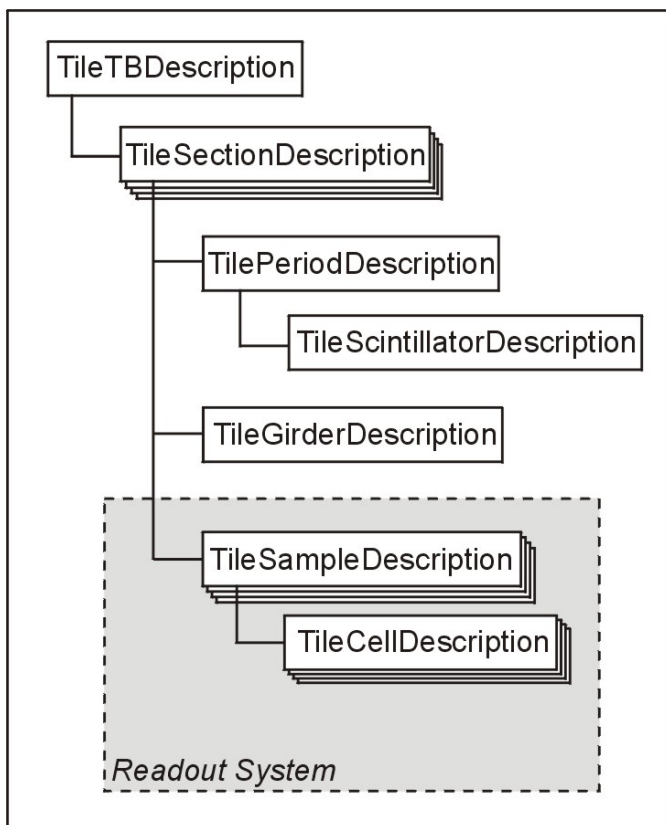 TileTBDescription
TileSectionDescription
TilePeriodDescription
TileScintillatorDescription
TileGirderDescription
TileSampleDescription
TileCellDescription
Readout System